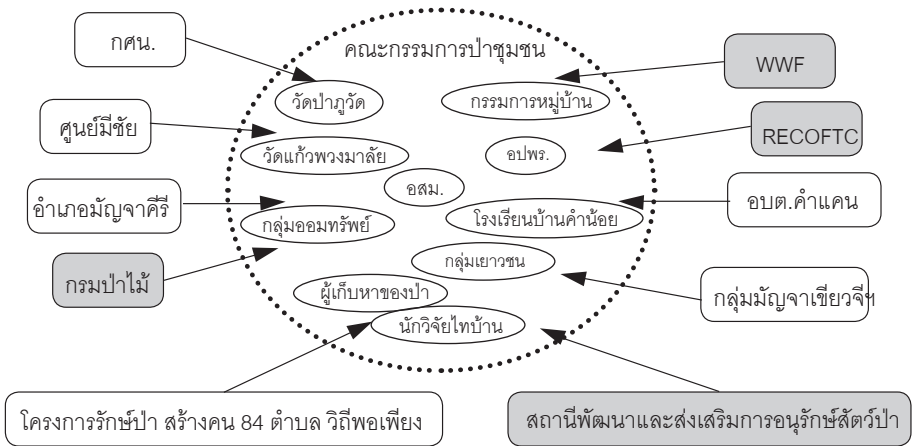 กศน.
คณะกรรมการป่าชุมชน
WWF
วัดป่าภูวัด
กรรมการหมู่บ้าน
ศูนย์มีชัย
RECOFTC
วัดแก้วพวงมาลัย
อปพร.
อสม.
อำเภอมัญจาคีรี
อบต.คำแคน
กลุ่มออมทรัพย์
โรงเรียนบ้านคำน้อย
กลุ่มเยาวชน
กรมป่าไม้
ผู้เก็บหาของป่า
กลุ่มมัญจาเขียวจีฯ
นักวิจัยไทบ้าน
โครงการรักษ์ป่า สร้างคน 84 ตำบล วิถีพอเพียง
สถานีพัฒนาและส่งเสริมการอนุรักษ์สัตว์ป่า